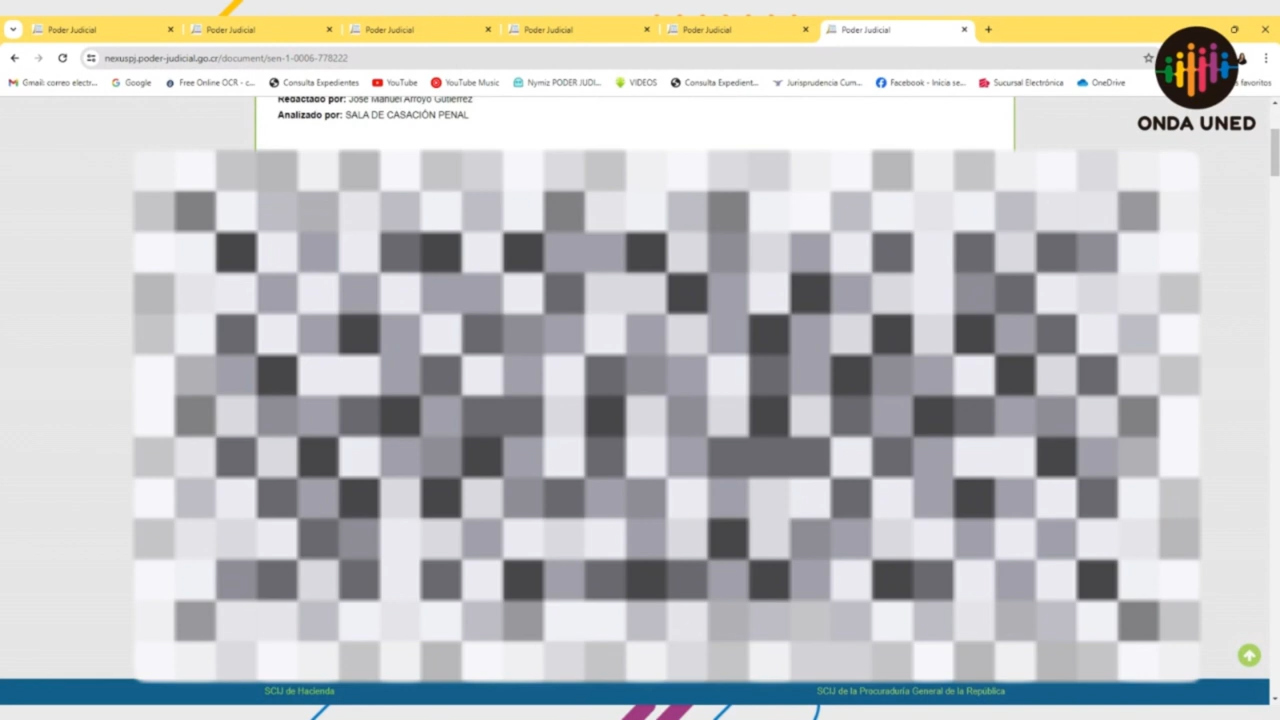 Poder Judicial
Poder Judicial
Poder Judicial
Poder Judicial
Poder Judicial
Poder Judicial
nexuspj.poder-judicial.go.cr/document/sen-1-0006-778222
Gmail: correo electr...
Google
Free Online OCR - c...
Consulta Expedientes
YouTube
YouTube Music
Nymiz PODER JUDI...
VIDEOS
Consulta Expedient...
Jurisprudencia Cum...
Facebook - Inicia se...
Sucursal Electrónica
OneDrive
favoritos
ONDA UNED
Redactado por: Jose Manuel Arroyo Gutierrez
Analizado por: SALA DE CASACIÓN PENAL
SCIJ de Hacienda
SCIJ de la Procuraduría General de la República